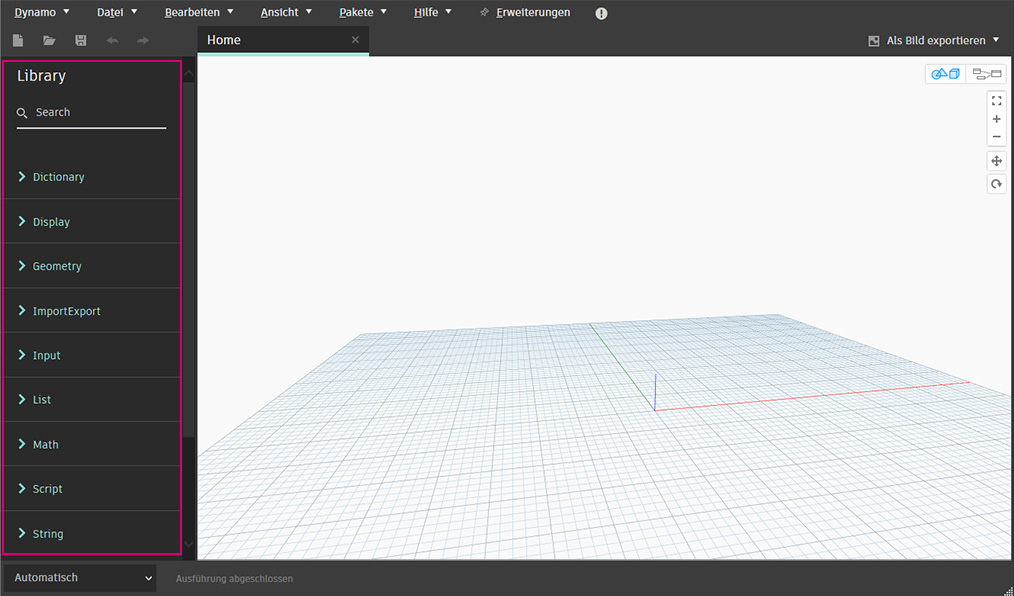 Dynamo Datei Bearbeiten Ansicht Pakete Hilfe Erweiterungen
Home Als Bild exportieren
Library
Search
Dictionary
Display
Geometry
ImportExport
Input
List
Math
Script
String
Automatisch Ausführung abgeschlossen